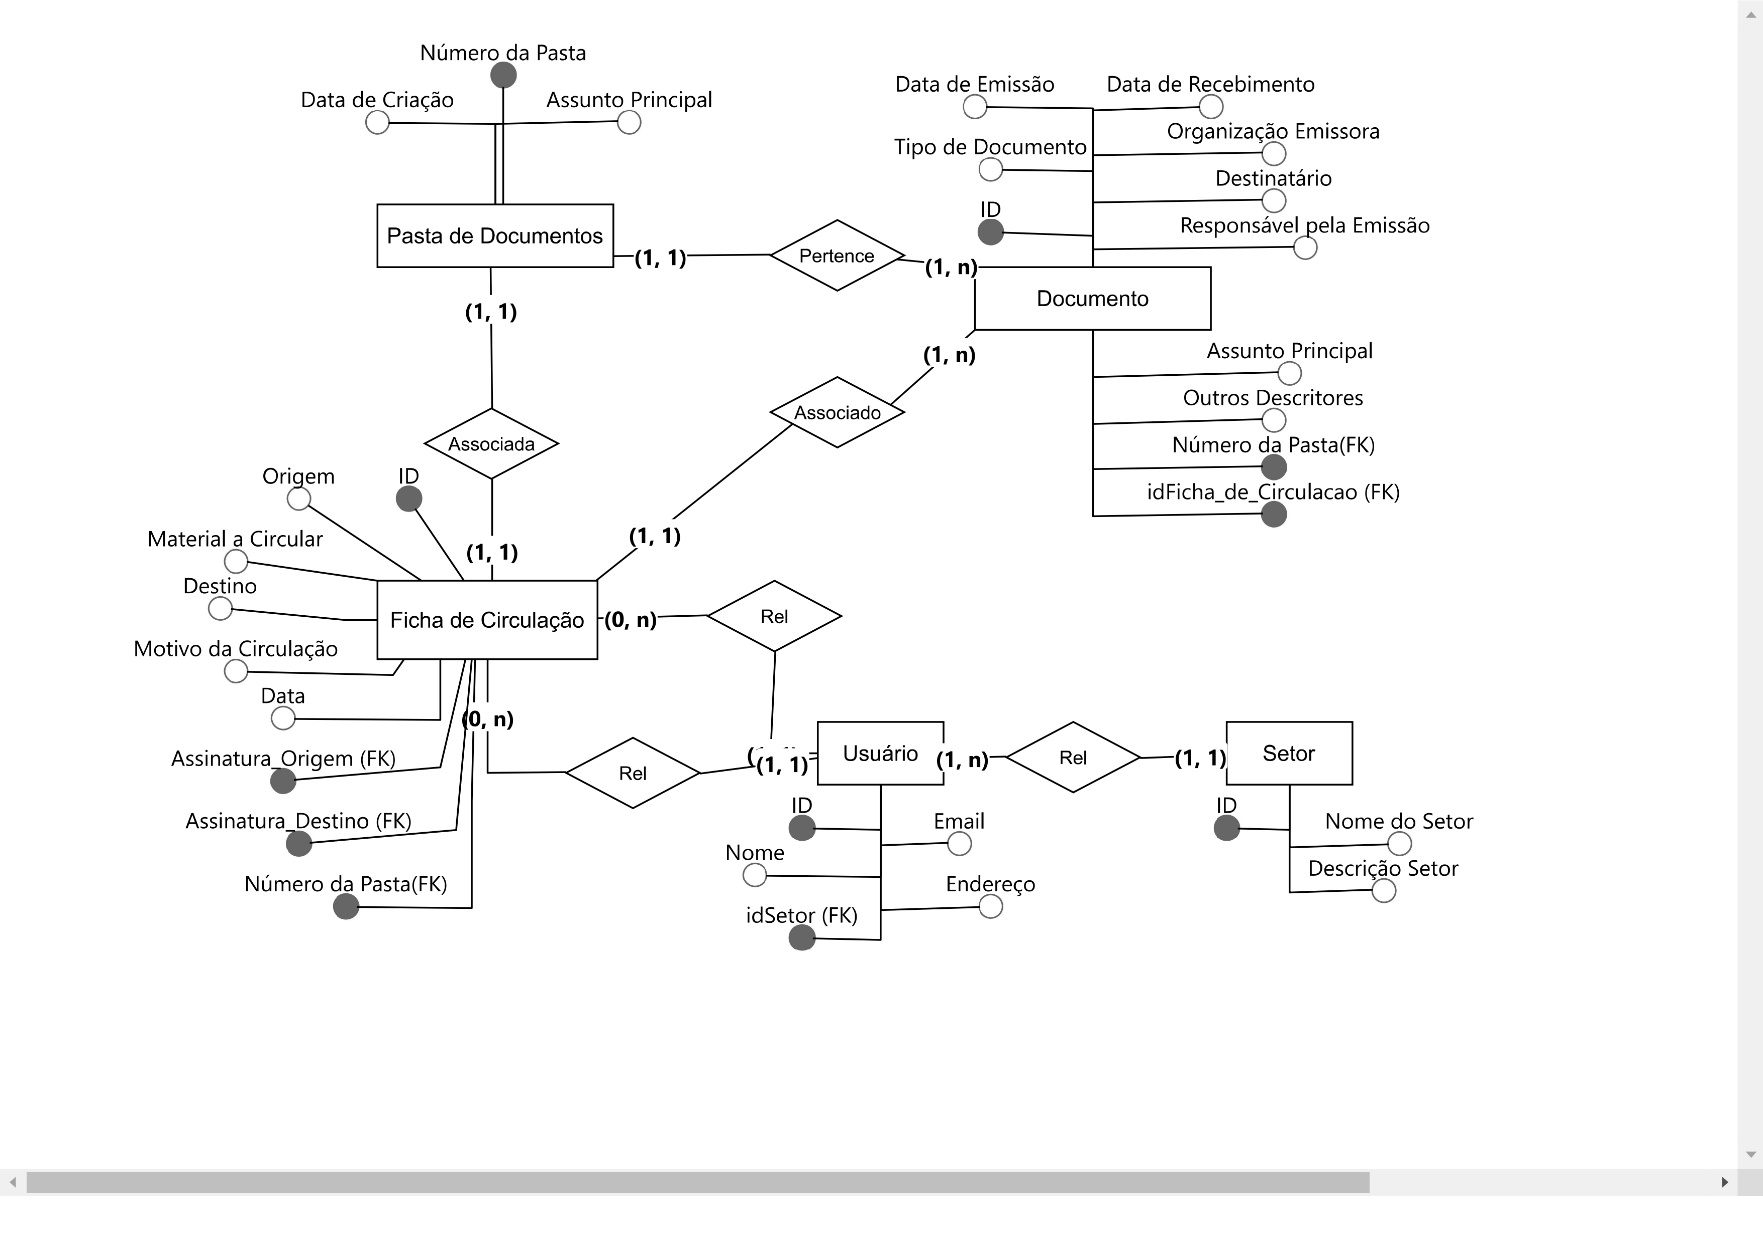 Número da Pasta
Data de Criação
Assunto Principal
Pasta de Documentos
(1, 1)
Pertence
(1, n)
Data de Emissão
Data de Recebimento
Organização Emissora
Tipo de Documento
Destinatário
ID
Responsável pela Emissão
Documento
(1, 1)
(1, n)
Assunto Principal
Outros Descritores
Número da Pasta(FK)
idFicha_de_Circulacao (FK)
Associado
Associada
(1, 1)
(1, 1)
Origem
ID
Material a Circular
Destino
Ficha de Circulação
(0, n)
Rel
Motivo da Circulação
Data
(0, n)
Assinatura_Origem (FK)
Assinatura_Destino (FK)
Número da Pasta(FK)
Rel
(1, 1)
Usuário
(1, n)
Rel
(1, 1)
Setor
ID
Email
Nome
Endereço
idSetor (FK)
ID
Nome do Setor
Descrição Setor